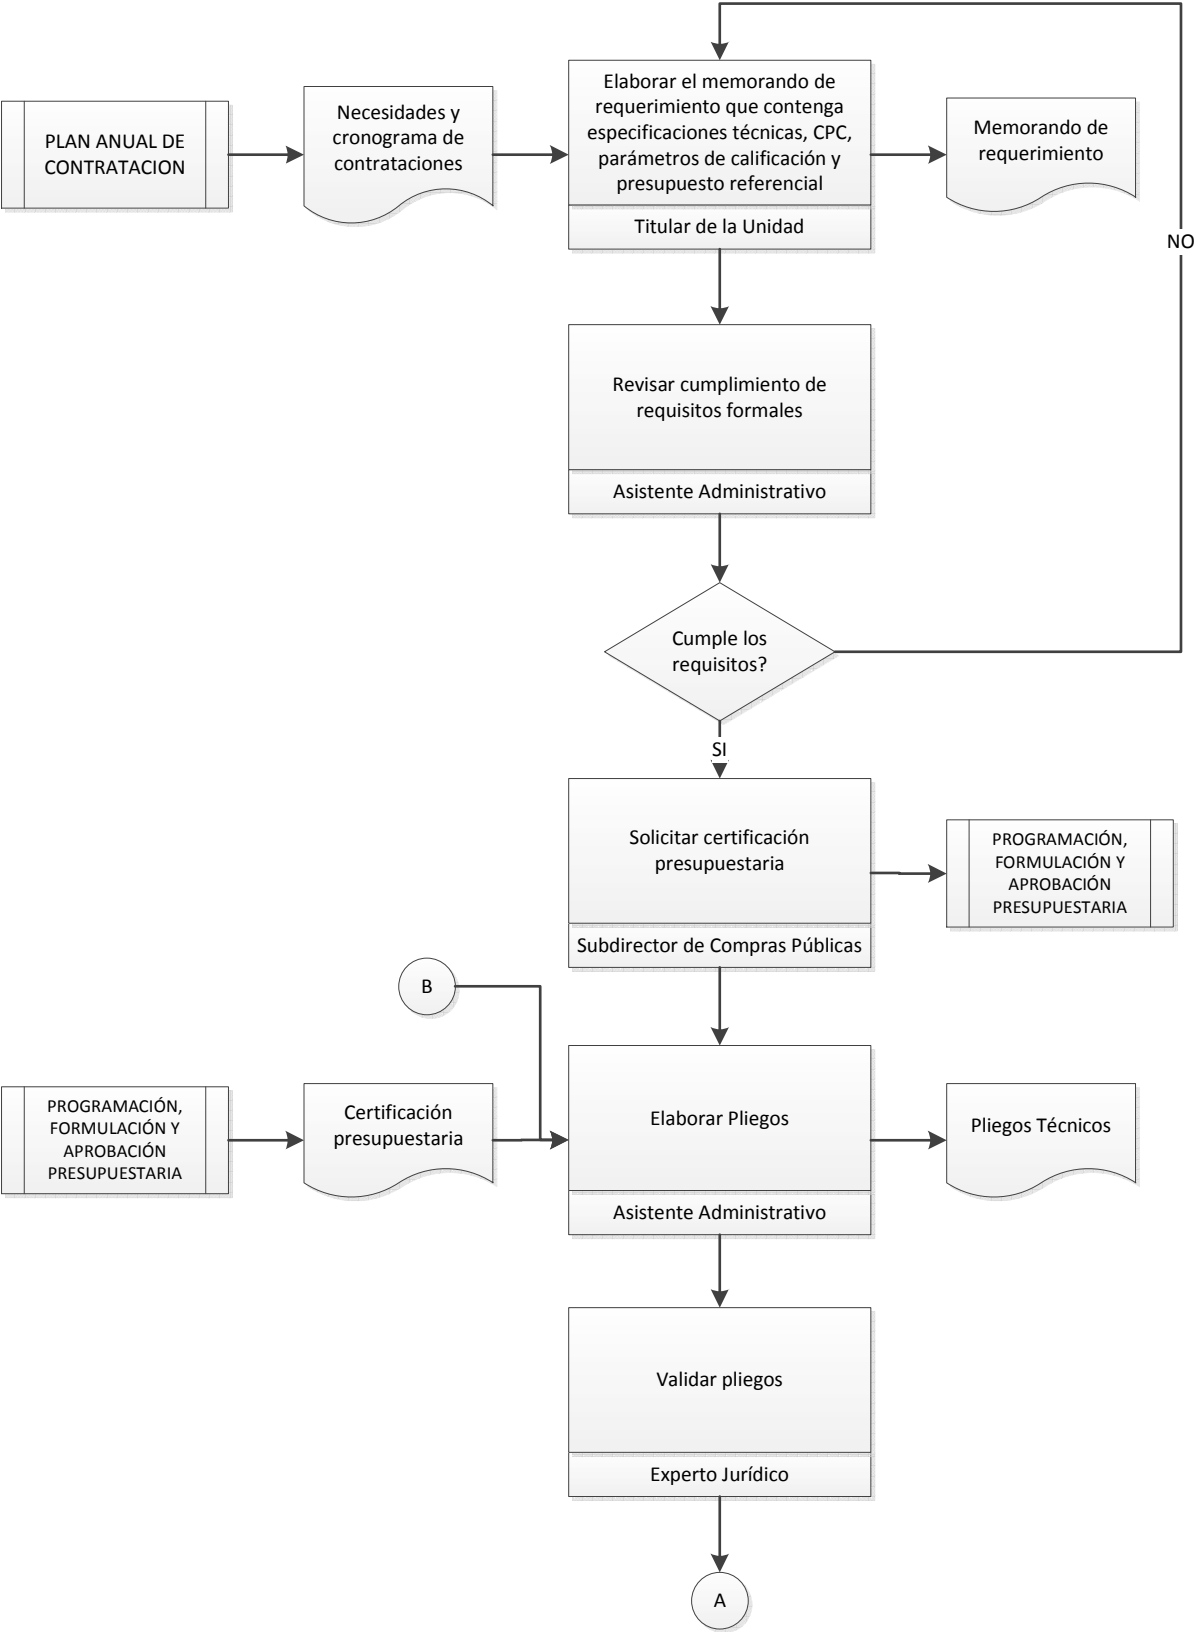 PLAN ANUAL DE
CONTRATACION
Necesidades y
cronograma de
contrataciones
Elaborar el memorando de
requerimiento que contenga
especificaciones técnicas, CPC,
parámetros de calificación y
presupuesto referencial
Titular de la Unidad
Memorando de
requerimiento
NO
Revisar cumplimiento de
requisitos formales
Asistente Administrativo
Cumple los
requisitos?
SI
Solicitar certificación
presupuestaria
Subdirector de Compras Públicas
PROGRAMACIÓN,
FORMULACIÓN Y
APROBACIÓN
PRESUPUESTARIA
B
PROGRAMACIÓN,
FORMULACIÓN Y
APROBACIÓN
PRESUPUESTARIA
Certificación
presupuestaria
Elaborar Pliegos
Asistente Administrativo
Pliegos Técnicos
Validar pliegos
Experto Jurídico
A